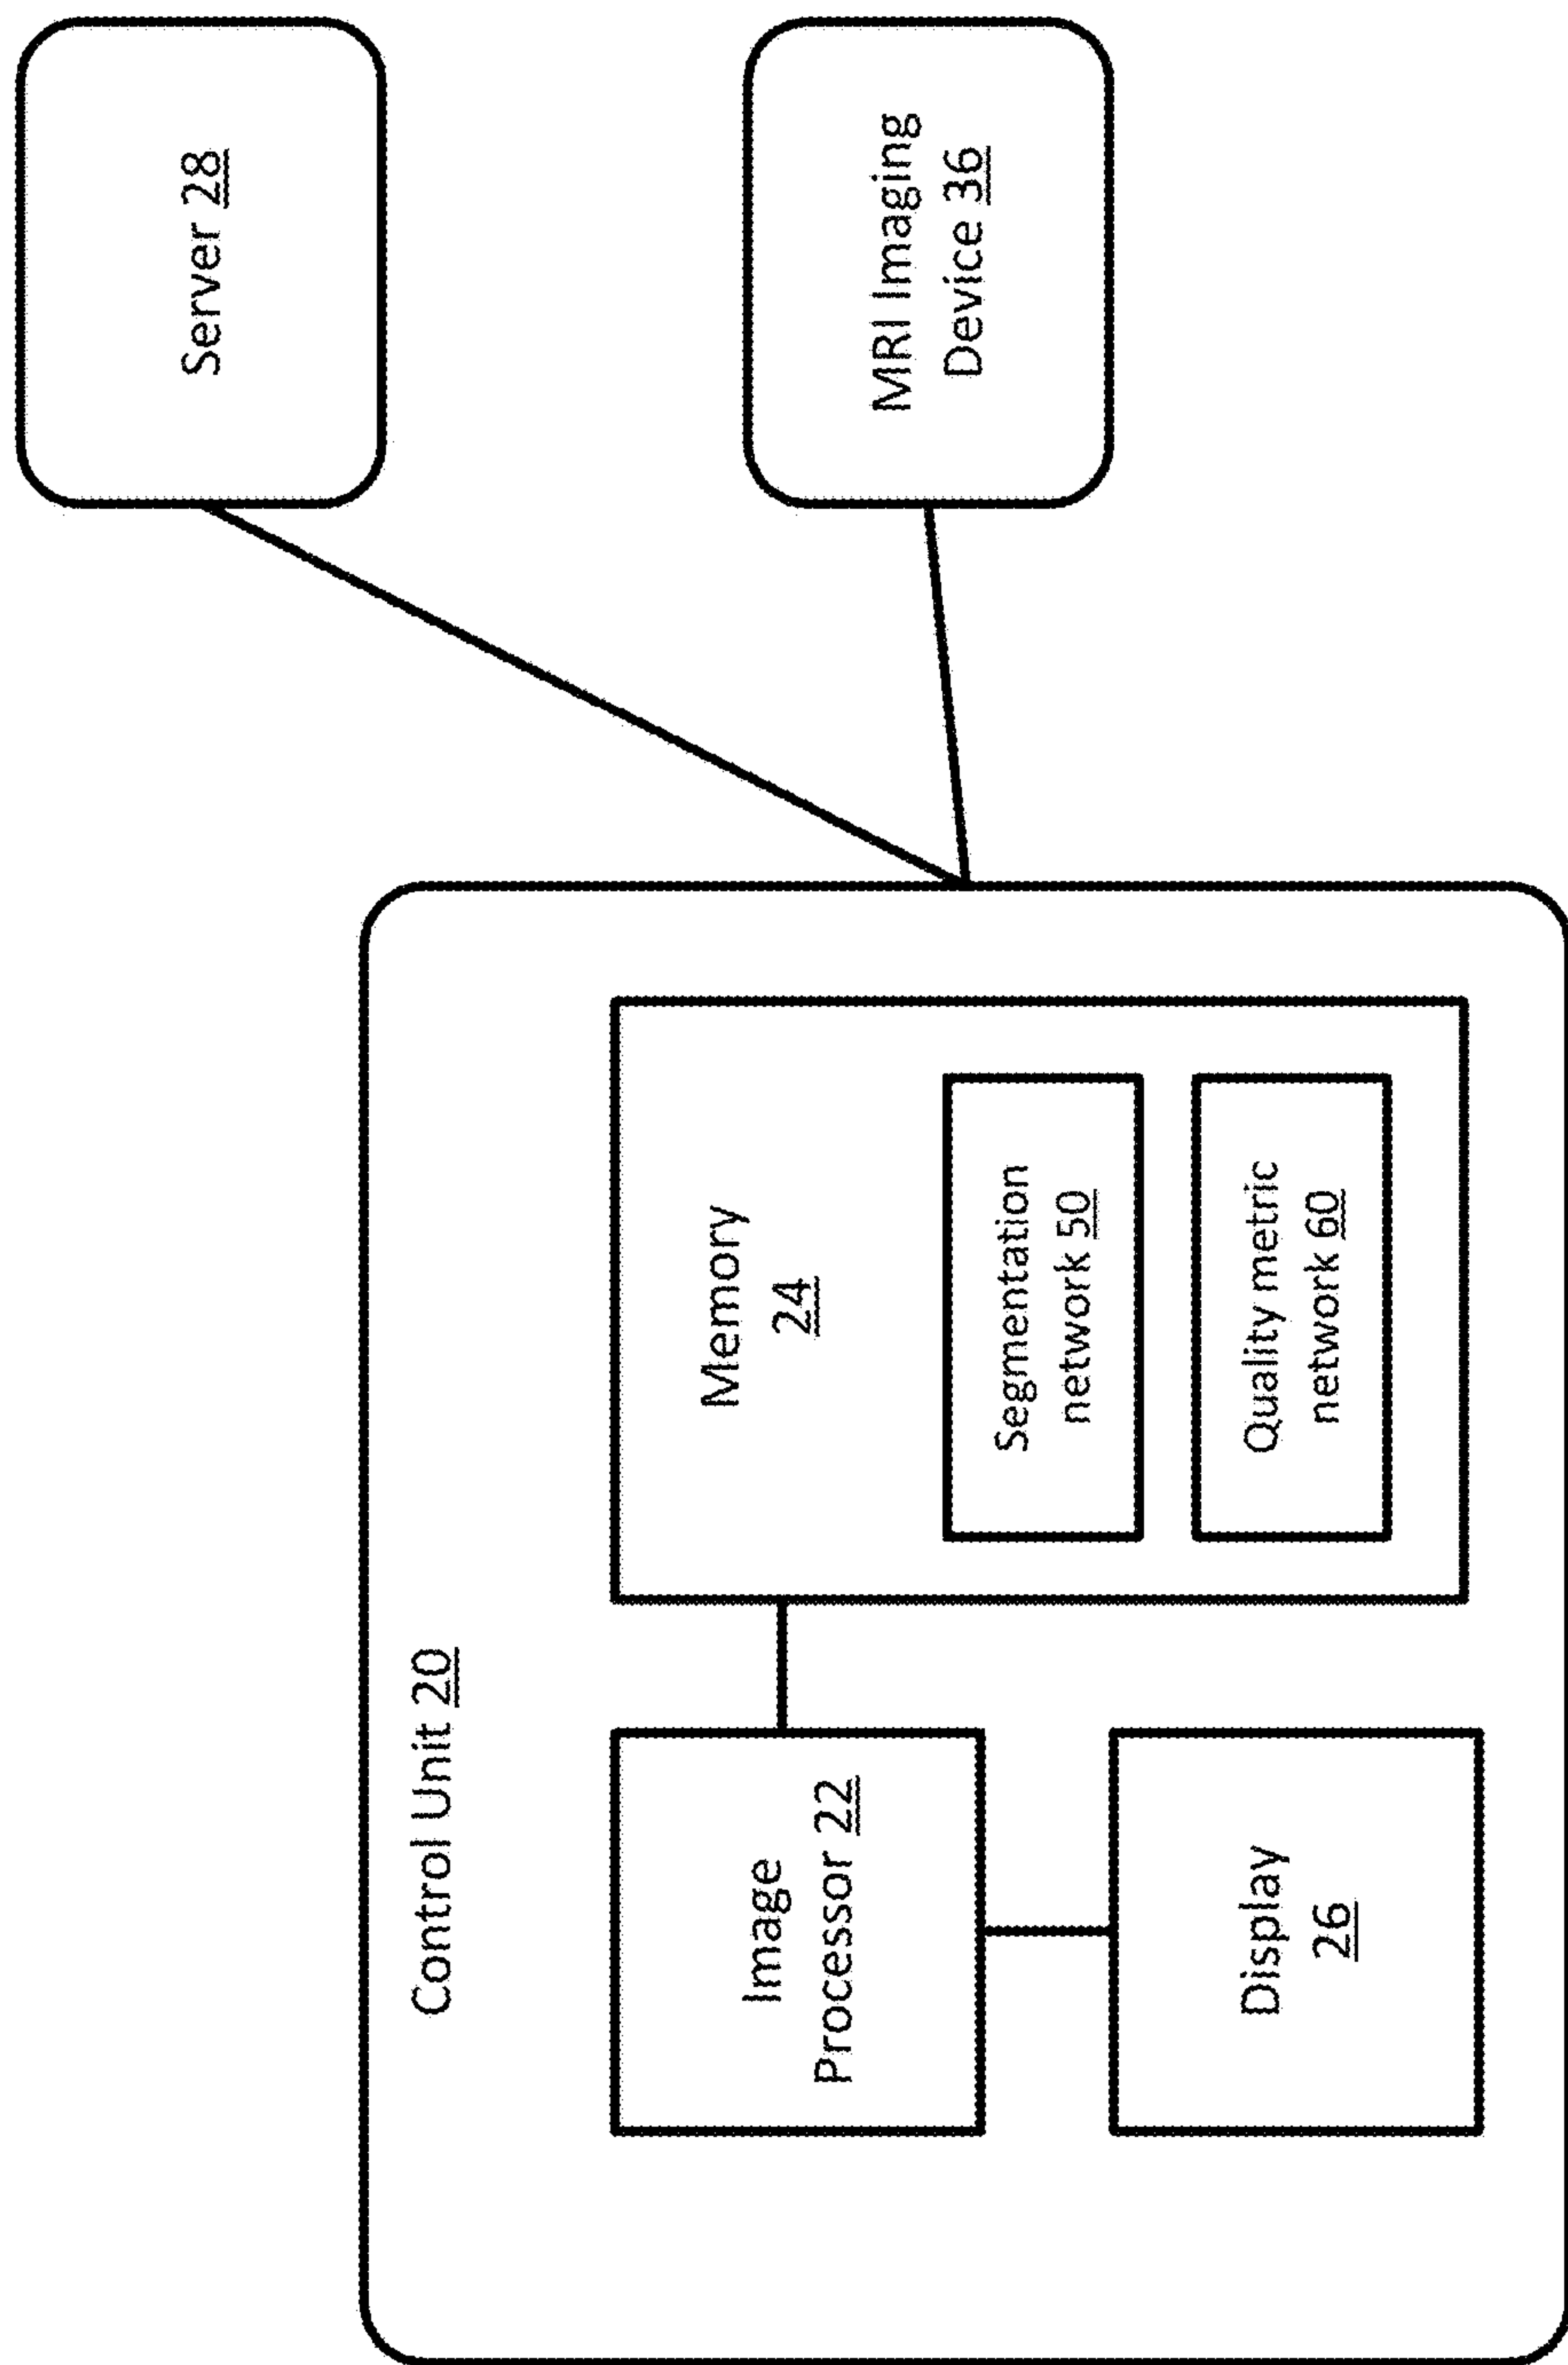 Control Unit 20
Image
Processor 22
Memory
24
Segmentation
network 50
Quality metric
network 60
Display
26
Server 28
MRI Imaging
Device 36